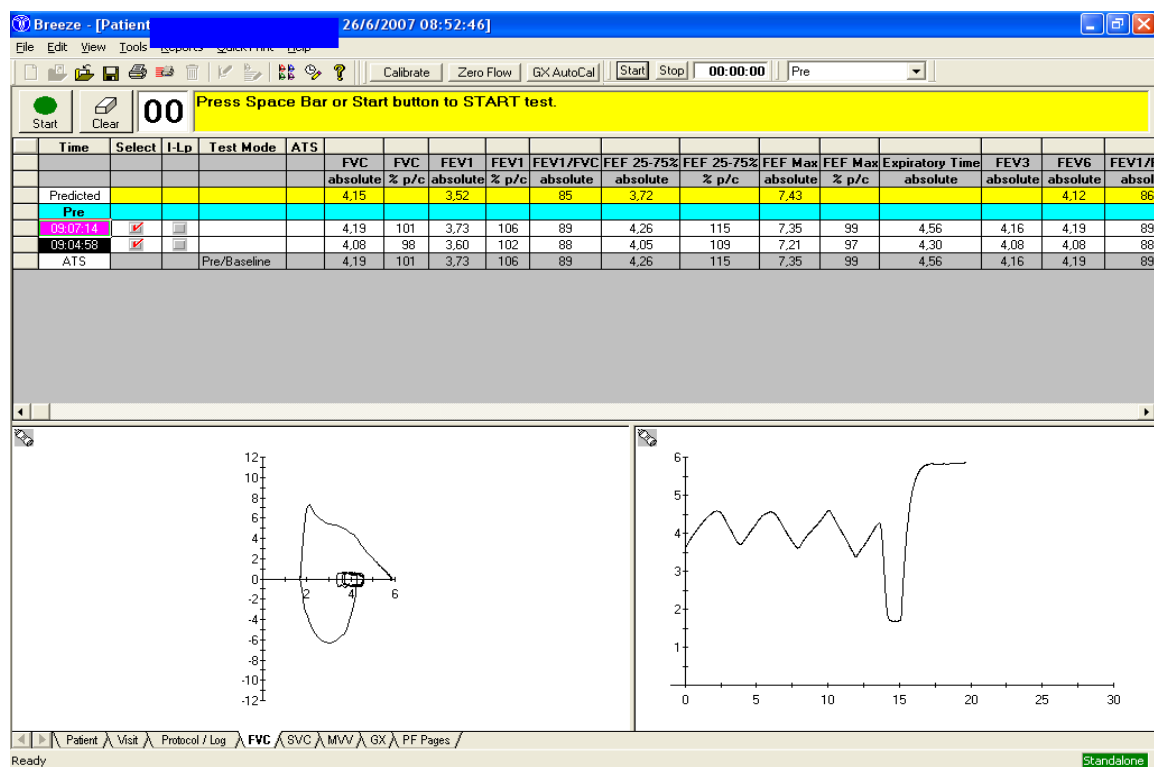 Breeze - [Patient 26/6/2007 08:52:46]
File Edit View Tools Reports QuickPrint Help
Calibrate Zero Flow GX AutoCal Start Stop 00:00:00 Pre
Start Clear 00 Press Space Bar or Start button to START test.
Time Select I-Lp Test Mode ATS
FVC FVC FEV1 FEV1 FEV1/FVC FEF 25-75% FEF 25-75% FEF Max FEF Max Expiratory Time FEV3 FEV6
absolute % p/c absolute % p/c absolute absolute % p/c absolute % p/c absolute absolute absolute
Predicted 4,15 3,52 85 3,72 7,43 4,12 86
Pre
09:07:14 4,19 101 3,73 106 89 4,26 115 7,35 99 4,56 4,16 4,19 89
09:04:58 4,08 98 3,60 102 88 4,05 109 7,21 97 4,30 4,08 4,08 88
ATS Pre/Baseline 4,19 101 3,73 106 89 4,26 115 7,35 99 4,56 4,16 4,19 89
12
10
8
6
4
2
0
-2
-4
-6
-8
-10
-12
2 4 6
6
5
4
3
2
1
0 5 10 15 20 25 30
Patient Visit Protocol / Log FVC SVC MVV GX PF Pages
Ready Standalone